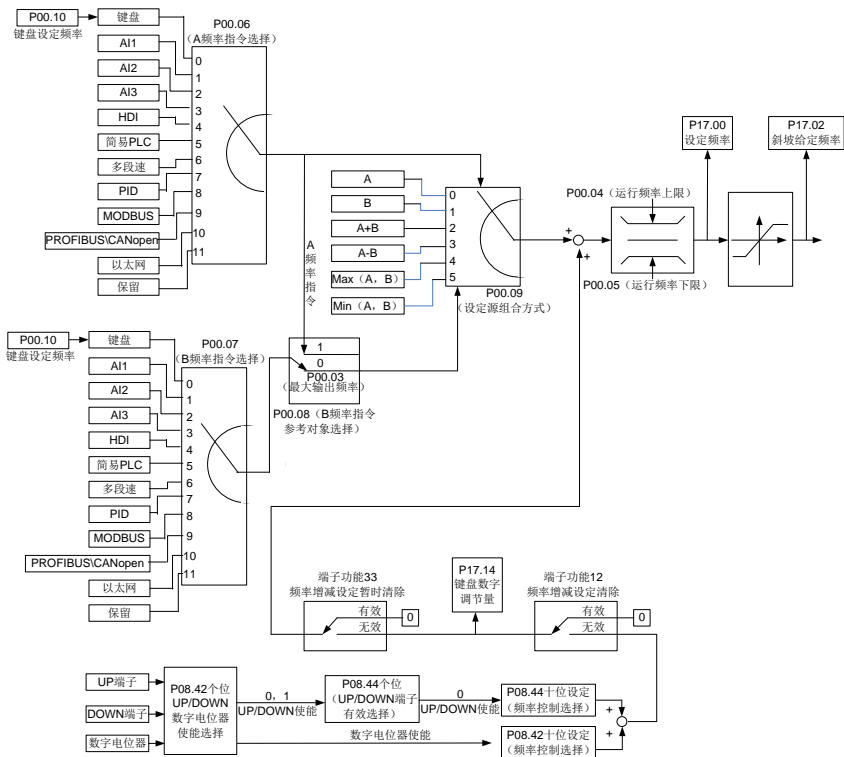 P00.10
键盘设定频率
键盘
AI1
AI2
AI3
HDI
简易PLC
多段速
PID
MODBUS
PROFIBUS\CANopen
以太网
保留
P00.06
（A频率指令选择）
0
1
2
3
4
5
6
7
8
9
10
11
A频率指令
A
B
A+B
A-B
Max（A，B）
Min（A，B）
0
1
2
3
4
5
P00.09
（设定源组合方式）
+
+
P00.04（运行频率上限）
P00.05（运行频率下限）
P17.00
设定频率
P17.02
斜坡给定频率
P00.10
键盘设定频率
键盘
AI1
AI2
AI3
HDI
简易PLC
多段速
PID
MODBUS
PROFIBUS\CANopen
以太网
保留
P00.07
（B频率指令选择）
0
1
2
3
4
5
6
7
8
9
10
11
1
0
P00.03
（最大输出频率）
P00.08（B频率指令
参考对象选择）
端子功能33
频率增减设定暂时清除
有效
无效
0
P17.14
键盘数字
调节量
端子功能12
频率增减设定清除
有效
无效
0
UP端子
DOWN端子
数字电位器
P08.42个位
UP/DOWN
数字电位器
使能选择
0，1
UP/DOWN使能
P08.44个位
（UP/DOWN端子
有效选择）
0
UP/DOWN使能
P08.44十位设定
（频率控制选择）
数字电位器使能
P08.42十位设定
（频率控制选择）
+
+